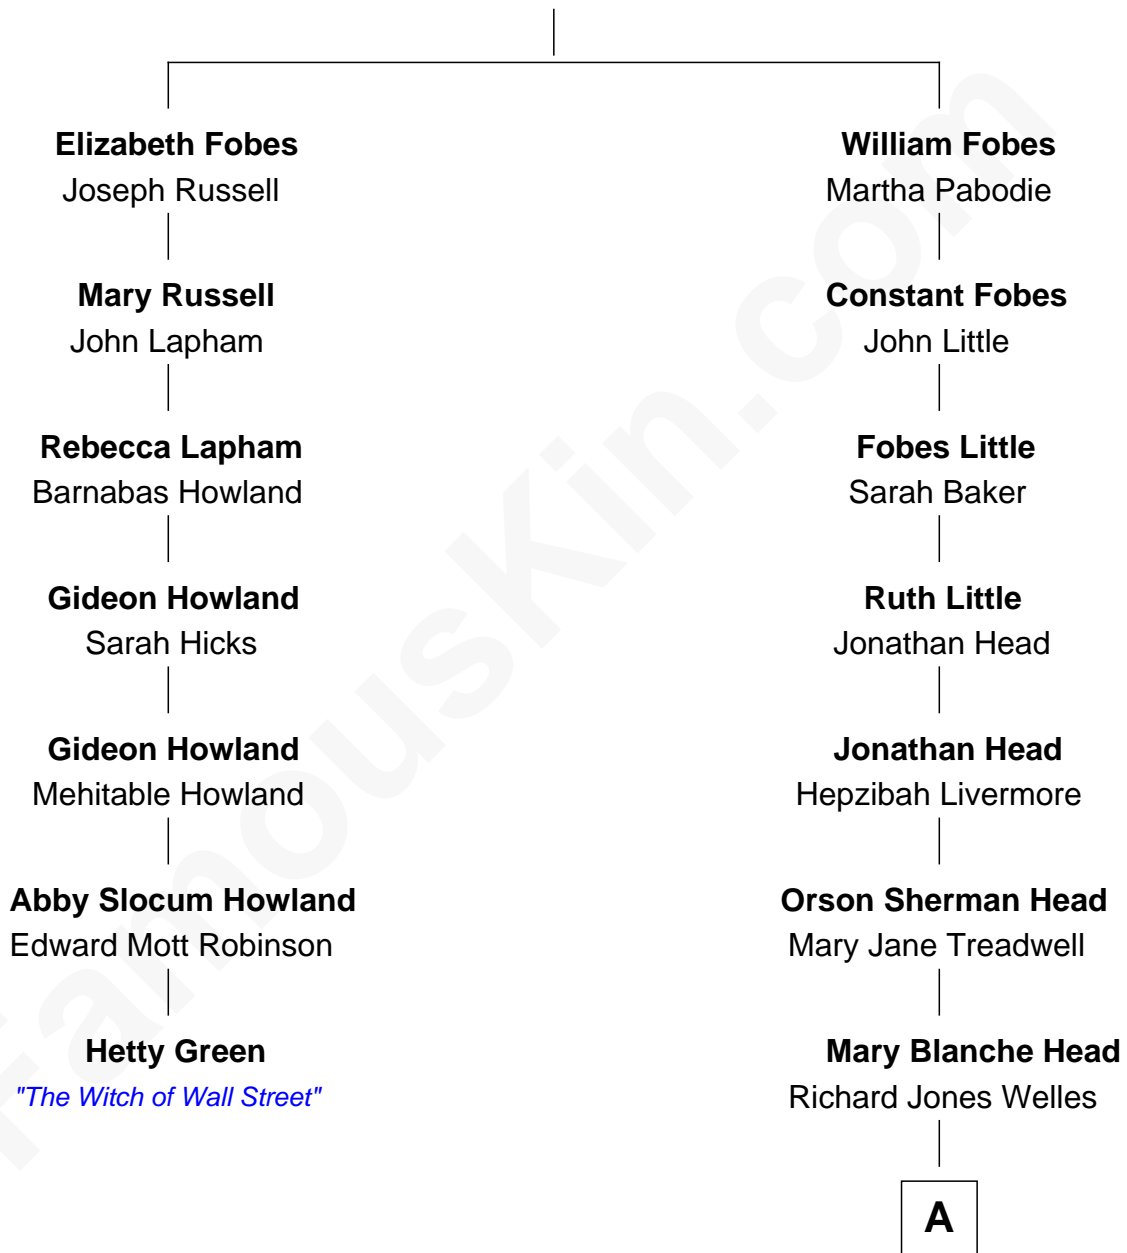 Elizabeth Fobes
Joseph Russell
Mary Russell
John Lapham
Rebecca Lapham
Barnabas Howland
Gideon Howland
Sarah Hicks
Gideon Howland
Mehitable Howland
Abby Slocum Howland
Edward Mott Robinson
Hetty Green
"The Witch of Wall Street"
William Fobes
Martha Pabodie
Constant Fobes
John Little
Fobes Little
Sarah Baker
Ruth Little
Jonathan Head
Jonathan Head
Hepzibah Livermore
Orson Sherman Head
Mary Jane Treadwell
Mary Blanche Head
Richard Jones Welles
A
FamousKin.com